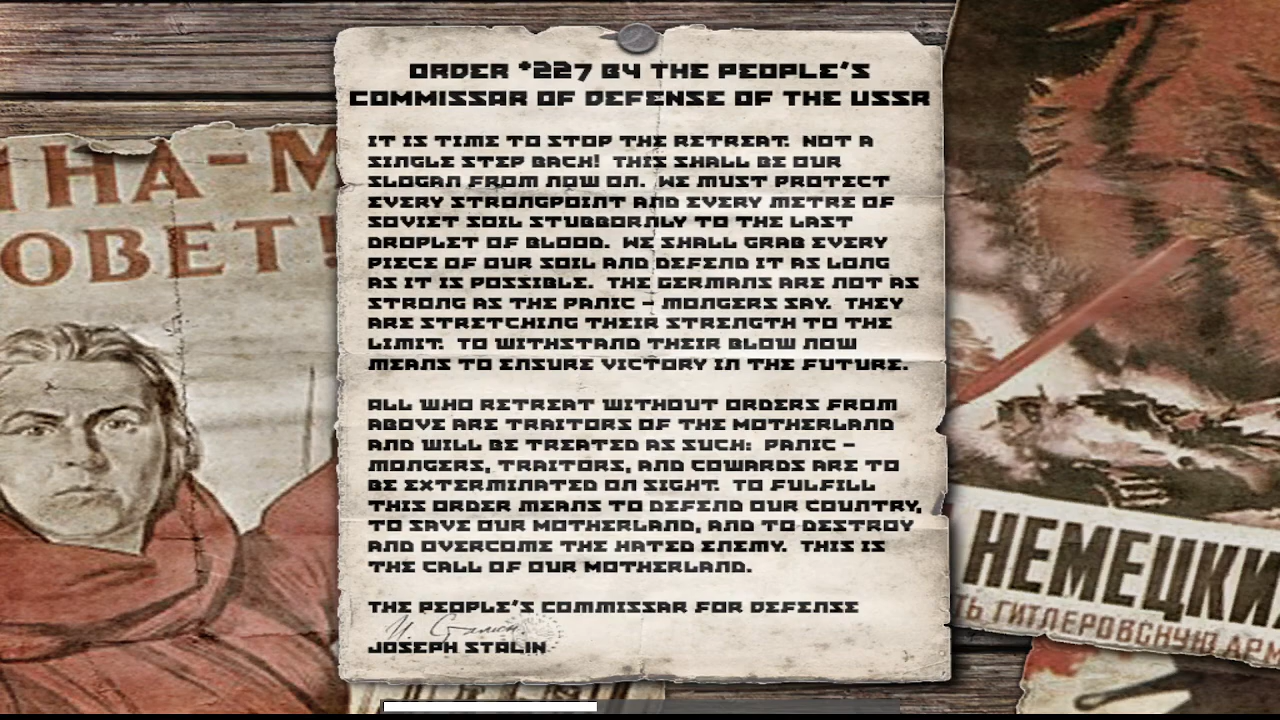 ORDER *227 BY THE PEOPLE'S
COMMISSAR OF DEFENSE OF THE USSR
IT IS TIME TO STOP THE RETREAT. NOT A
SINGLE STEP BACK! THIS SHALL BE OUR
SLOGAN FROM NOW ON. WE MUST PROTECT
EVERY STRONGPOINT AND EVERY METRE OF
SOVIET SOIL STUBBORNLY TO THE LAST
DROPLET OF BLOOD. WE SHALL GRAB EVERY
PIECE OF OUR SOIL AND DEFEND IT AS LONG
AS IT IS POSSIBLE. THE GERMANS ARE NOT AS
STRONG AS THE PANIC - MONGERS SAY. THEY
ARE STRETCHING THEIR STRENGTH TO THE
LIMIT. TO WITHSTAND THEIR BLOW NOW
MEANS TO ENSURE VICTORY IN THE FUTURE.
ALL WHO RETREAT WITHOUT ORDERS FROM
ABOVE ARE TRAITORS OF THE MOTHERLAND
AND WILL BE TREATED AS SUCH: PANIC -
MONGERS, TRAITORS, AND COWARDS ARE TO
BE EXTERMINATED ON SIGHT. TO FULFILL
THIS ORDER MEANS TO DEFEND OUR COUNTRY,
TO SAVE OUR MOTHERLAND, AND TO DESTROY
AND OVERCOME THE HATED ENEMY. THIS IS
THE CALL OF OUR MOTHERLAND.
THE PEOPLE'S COMMISSAR FOR DEFENSE
И. Сталин
JOSEPH STALIN
ИНА-М
ОВЕТ!
НЕМЕЦКИ
ТЬ ГИТЛЕРОВСКУЮ АРМ